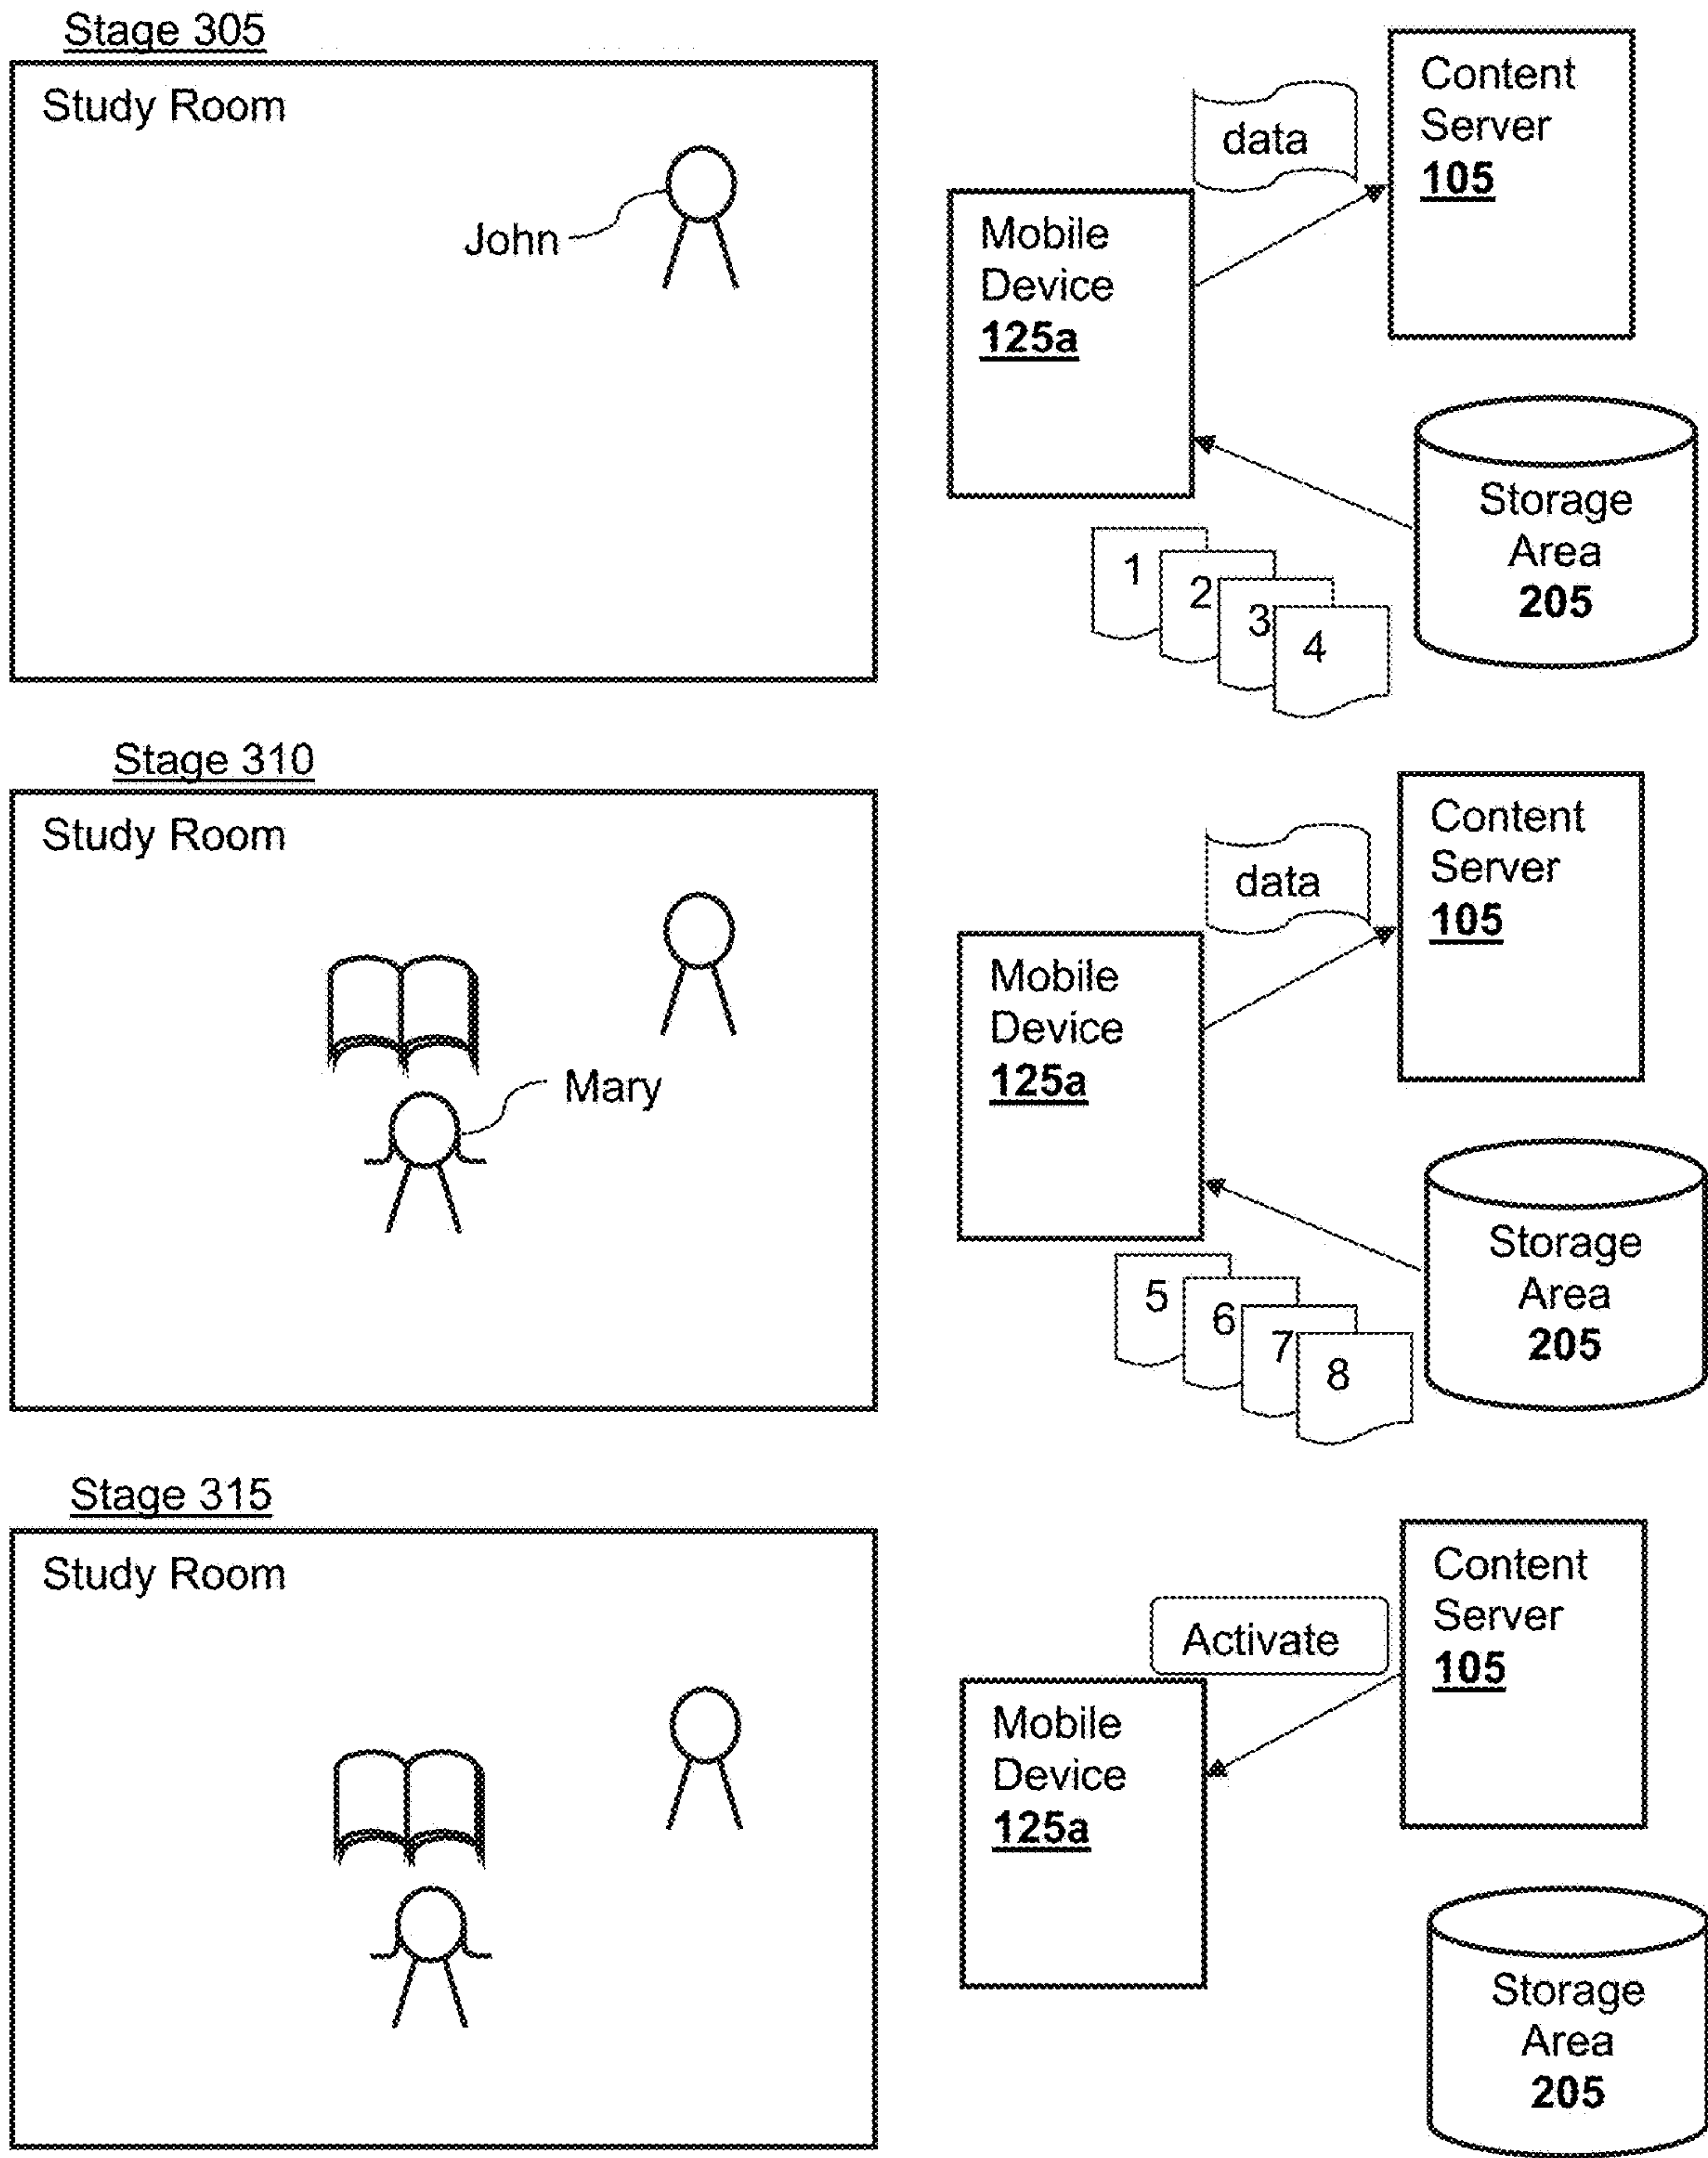 Stage 305
Study Room
John
data
Content
Server
105
Mobile
Device
125a
Storage
Area
205
1
2
3
4
Stage 310
Study Room
Mary
data
Content
Server
105
Mobile
Device
125a
Storage
Area
205
5
6
7
8
Stage 315
Study Room
Activate
Content
Server
105
Mobile
Device
125a
Storage
Area
205